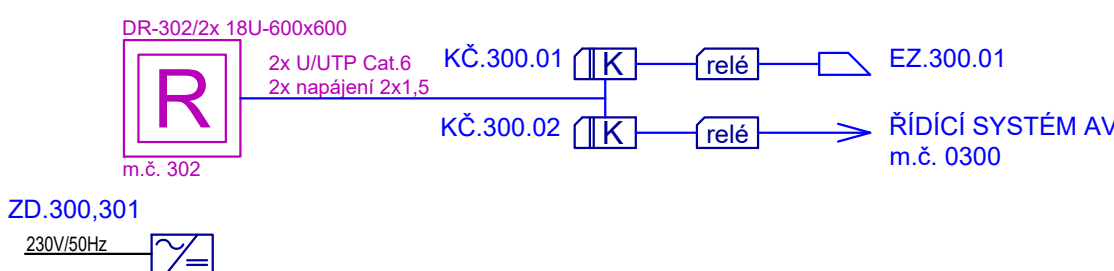 DR-302/2x 18U-600x600
R
m.č. 302
2x U/UTP Cat.6
2x napájení 2x1,5
KČ.300.01
K
relé
EZ.300.01
KČ.300.02
K
relé
ŘÍDÍCÍ SYSTÉM AV
m.č. 0300
ZD.300,301
230V/50Hz